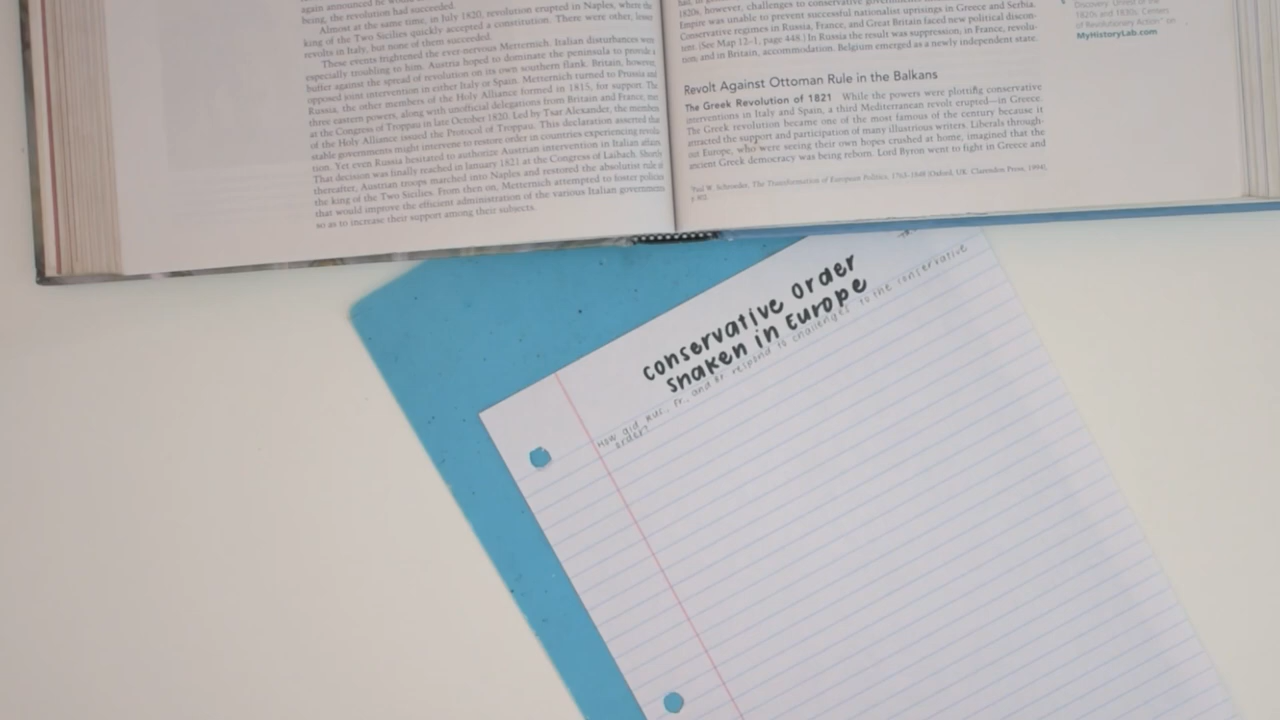 again announced he would
being, the revolution had succeeded.
Almost at the same time, in July 1820, revolution erupted in Naples, where the
king of the Two Sicilies quickly accepted a constitution. There were other, lesser
revolts in Italy, but none of them succeeded.
These events frightened the ever-nervous Metternich. Italian disturbances were
especially troubling to him. Austria hoped to dominate the peninsula to provide a
buffer against the spread of revolution on its own southern flank. Britain, however,
opposed joint intervention in either Italy or Spain. Metternich turned to Prussia and
Russia, the other members of the Holy Alliance formed in 1815, for support. The
three eastern powers, along with unofficial delegations from Britain and France, met
at the Congress of Troppau in late October 1820. Led by Tsar Alexander, the members
of the Holy Alliance issued the Protocol of Troppau. This declaration asserted that
stable governments might intervene to restore order in countries experiencing revolu-
tion. Yet even Russia hesitated to authorize Austrian intervention in Italian affairs.
That decision was finally reached in January 1821 at the Congress of Laibach. Shortly
thereafter, Austrian troops marched into Naples and restored the absolutist rule of
the king of the Two Sicilies. From then on, Metternich attempted to foster policies
that would improve the efficient administration of the various Italian governments
so as to increase their support among their subjects.
1820s, however, challenges to conservative
Empire was unable to prevent successful nationalist uprisings in Greece and Serbia.
Conservative regimes in Russia, France, and Great Britain faced new political discon-
tent. (See Map 12–1, page 448.) In Russia the result was suppression; in France, revolu-
tion; and in Britain, accommodation. Belgium emerged as a newly independent state.
Revolt Against Ottoman Rule in the Balkans
The Greek Revolution of 1821 While the powers were plotting conservative
interventions in Italy and Spain, a third Mediterranean revolt erupted—in Greece.
The Greek revolution became one of the most famous of the century because it
attracted the support and participation of many illustrious writers. Liberals through-
out Europe, who were seeing their own hopes crushed at home, imagined that the
ancient Greek democracy was being reborn. Lord Byron went to fight in Greece and
Paul W. Schroeder, The Transformation of European Politics, 1763–1848 (Oxford, UK: Clarendon Press, 1994),
p.
1820s and 1830s: Centers
of Revolutionary Action" on
MyHistoryLab.com
conservative order
shaken in Europe
How did Rus. Fr. and Br respond to challenges to the conservative
order?